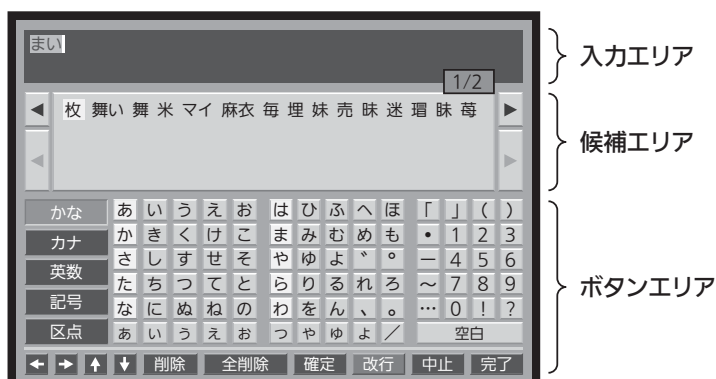 まい
1/2
入力エリア
◀ 枚 舞い 舞 米 マイ 麻衣 毎 埋 妹 売 昧 迷 瑁 眛 苺 ▶
◀ ▶
候補エリア
かな あ い う え お は ひ ふ へ ほ 「 」 ( )
カナ か き く け こ ま み む め も ・ 1 2 3
さ し す せ そ や ゆ よ ゛ ゜ － 4 5 6
英数 た ち つ て と ら り る れ ろ ～ 7 8 9
記号 な に ぬ ね の わ を ん 、 。 … 0 ! ?
区点 ぁ ぃ ぅ ぇ ぉ っ ゃ ゅ ょ ／ 空白
ボタンエリア
← → ↑ ↓ 削除 全削除 確定 改行 中止 完了